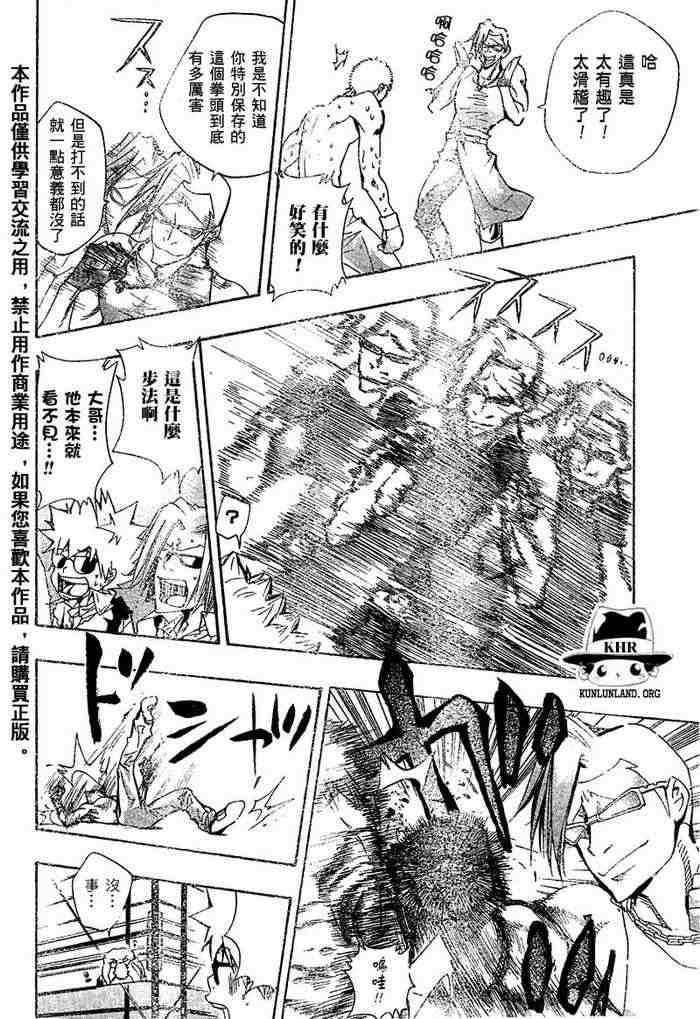 哈
這真是
太有趣了！
太滑稽了！
啊哈哈哈哈
有什麼
好笑的！
我是不知道
你特別保存的
這個拳頭到底
有多厲害
但是打不到的話
就一點意義都沒了
スス…
這是什麼
步法啊
大哥…
他本來就
看不見…!!
？
KHR
KUNLUNLAND.ORG
嗚哇!!
ドシャッ
沒…
事…
本作品僅供學習交流之用，禁止用作商業用途，如果您喜歡本作品，請購買正版。